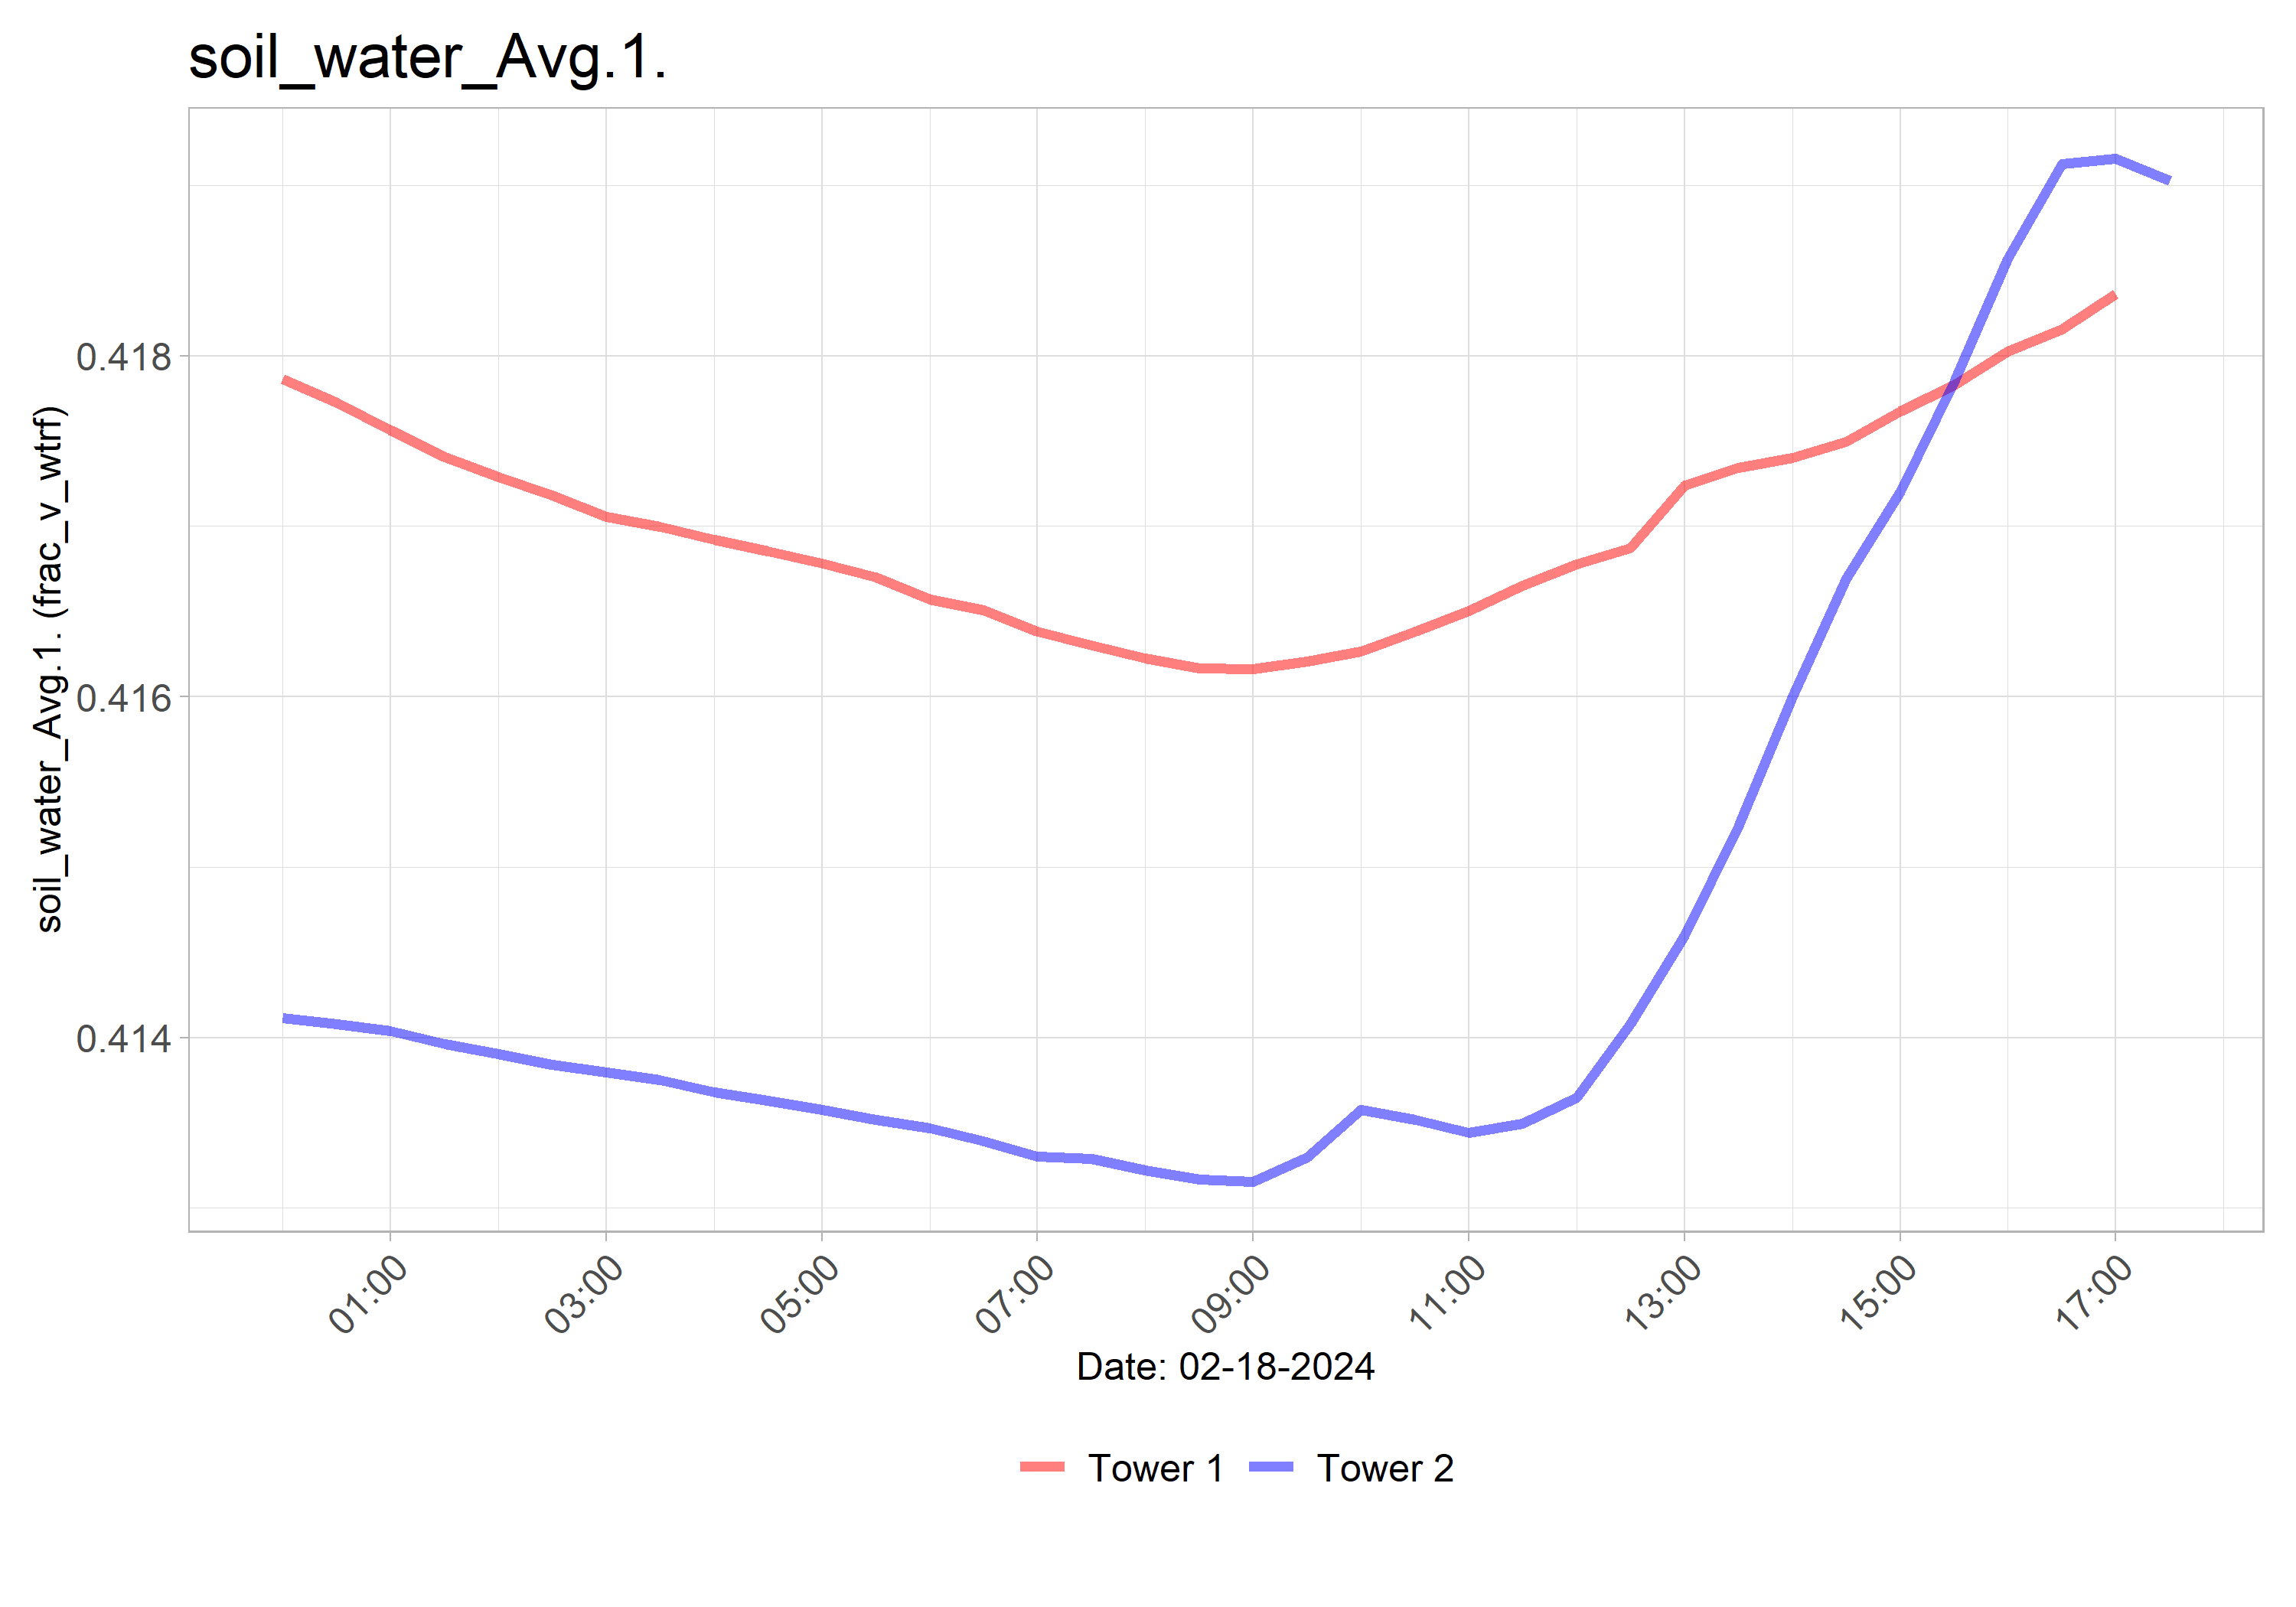 soil_water_Avg.1.
soil_water_Avg.1. (frac_v_wtrf)
0.418
0.416
0.414
01:00
03:00
05:00
07:00
09:00
11:00
13:00
15:00
17:00
Date: 02-18-2024
Tower 1
Tower 2